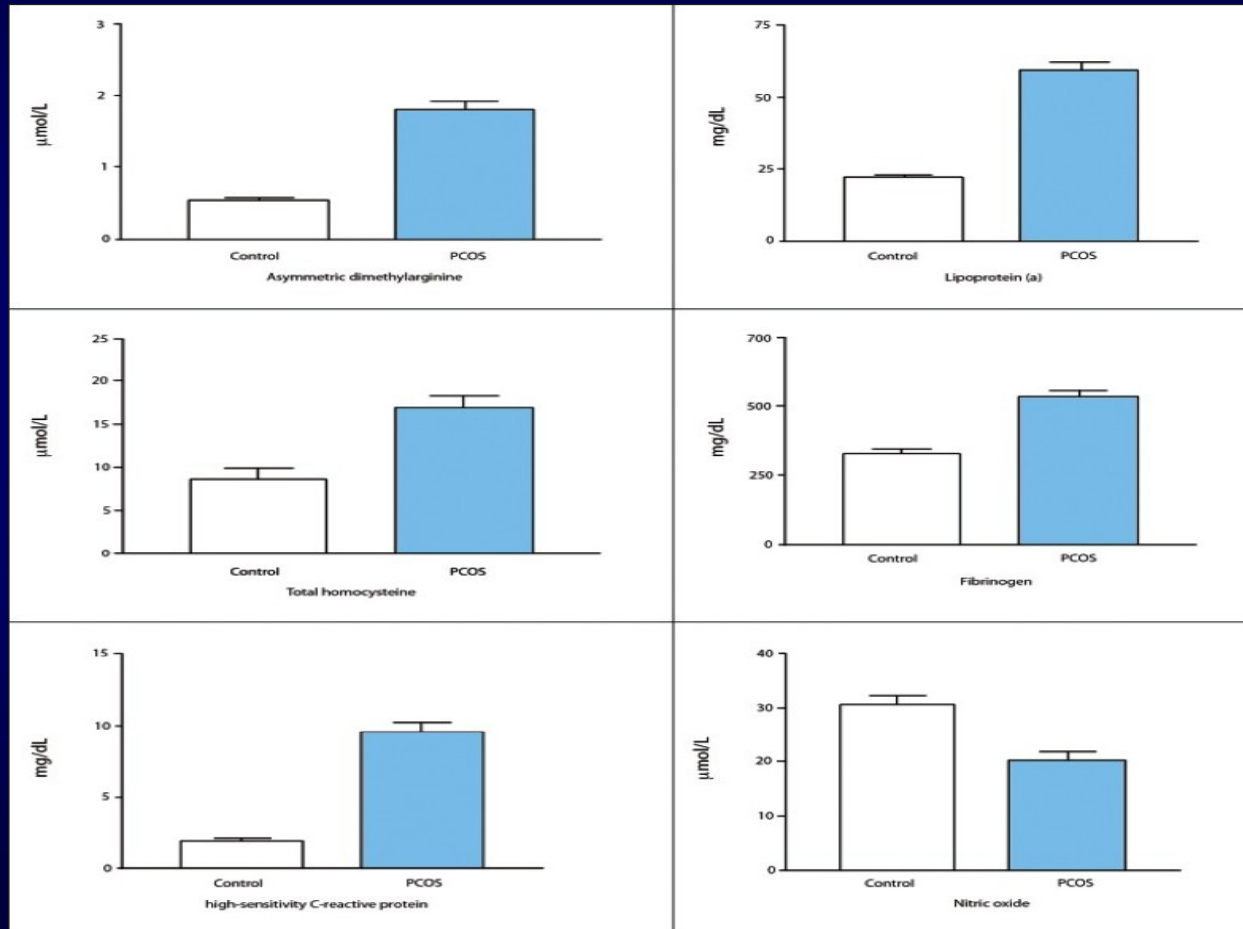 3
2
1
0
μmol/L
Control PCOS
Asymmetric dimethylarginine
75
50
25
0
mg/dL
Control PCOS
Lipoprotein (a)
25
20
15
10
5
0
μmol/L
Control PCOS
Total homocysteine
700
500
250
0
mg/dL
Control PCOS
Fibrinogen
15
10
5
0
mg/dL
Control PCOS
high-sensitivity C-reactive protein
40
30
20
10
0
μmol/L
Control PCOS
Nitric oxide